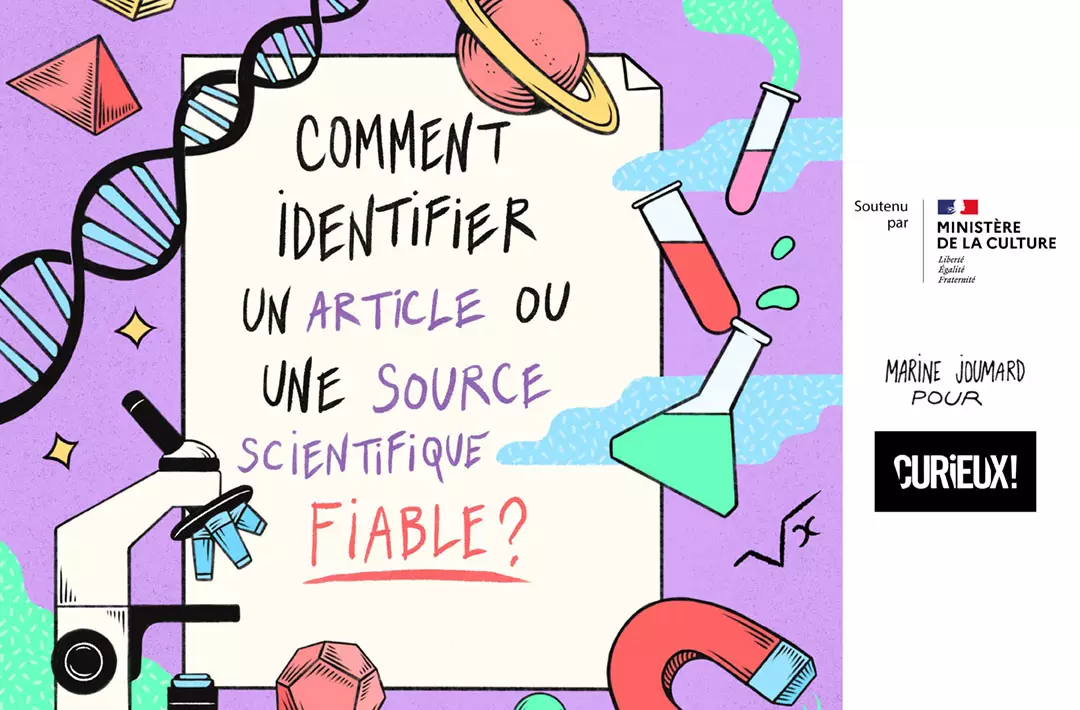 COMMENT
iDENTiFiER
UN ARTiCLE OU
UNE SOURCE
SCiENTiFiQUE
FiABLE?
√x
Soutenu
par
MINISTÈRE
DE LA CULTURE
Liberté
Égalité
Fraternité
MARiNE JOUMARD
POUR
CURiEUX!